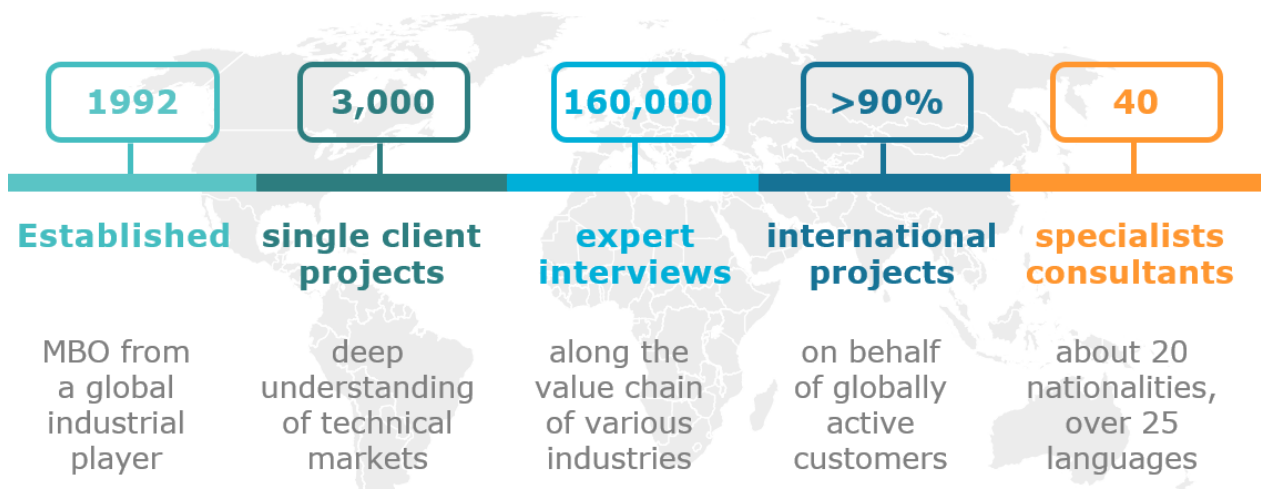 1992
Established
MBO from
a global
industrial
player
3,000
single client
projects
deep
understanding
of technical
markets
160,000
expert
interviews
along the
value chain
of various
industries
>90%
international
projects
on behalf
of globally
active
customers
40
specialists
consultants
about 20
nationalities,
over 25
languages